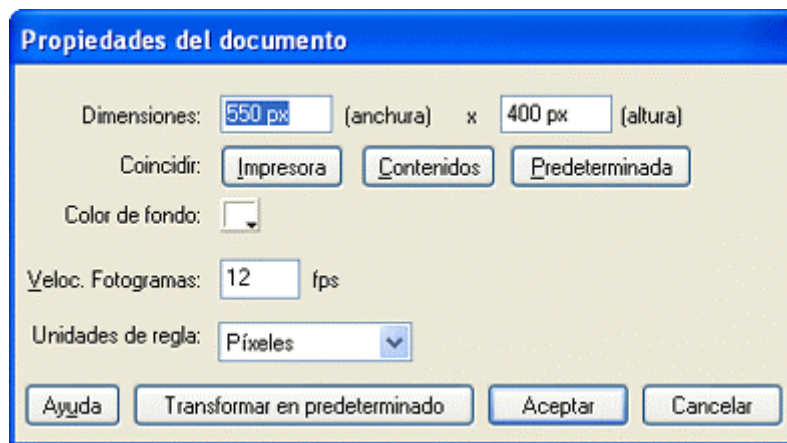 Propiedades del documento
Dimensiones: 550 px (anchura) x 400 px (altura)
Coincidir: Impresora Contenidos Predeterminada
Color de fondo:
Veloc. Fotogramas: 12 fps
Unidades de regla: Píxeles
Ayuda Transformar en predeterminado Aceptar Cancelar